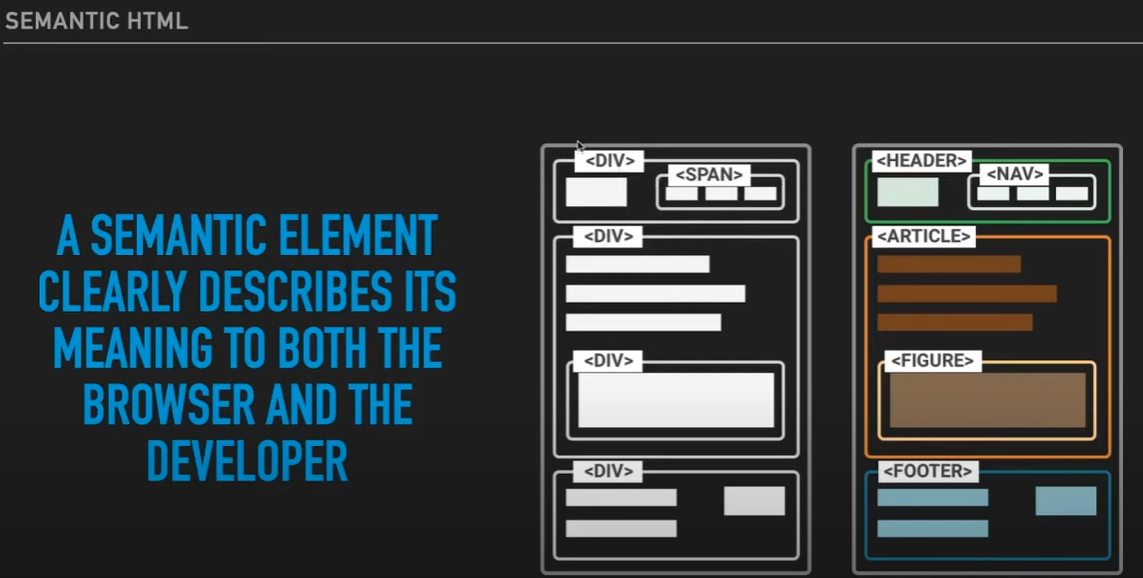 SEMANTIC HTML
A SEMANTIC ELEMENT
CLEARLY DESCRIBES ITS
MEANING TO BOTH THE
BROWSER AND THE
DEVELOPER
<DIV>
<SPAN>
<DIV>
<DIV>
<DIV>
<HEADER>
<NAV>
<ARTICLE>
<FIGURE>
<FOOTER>